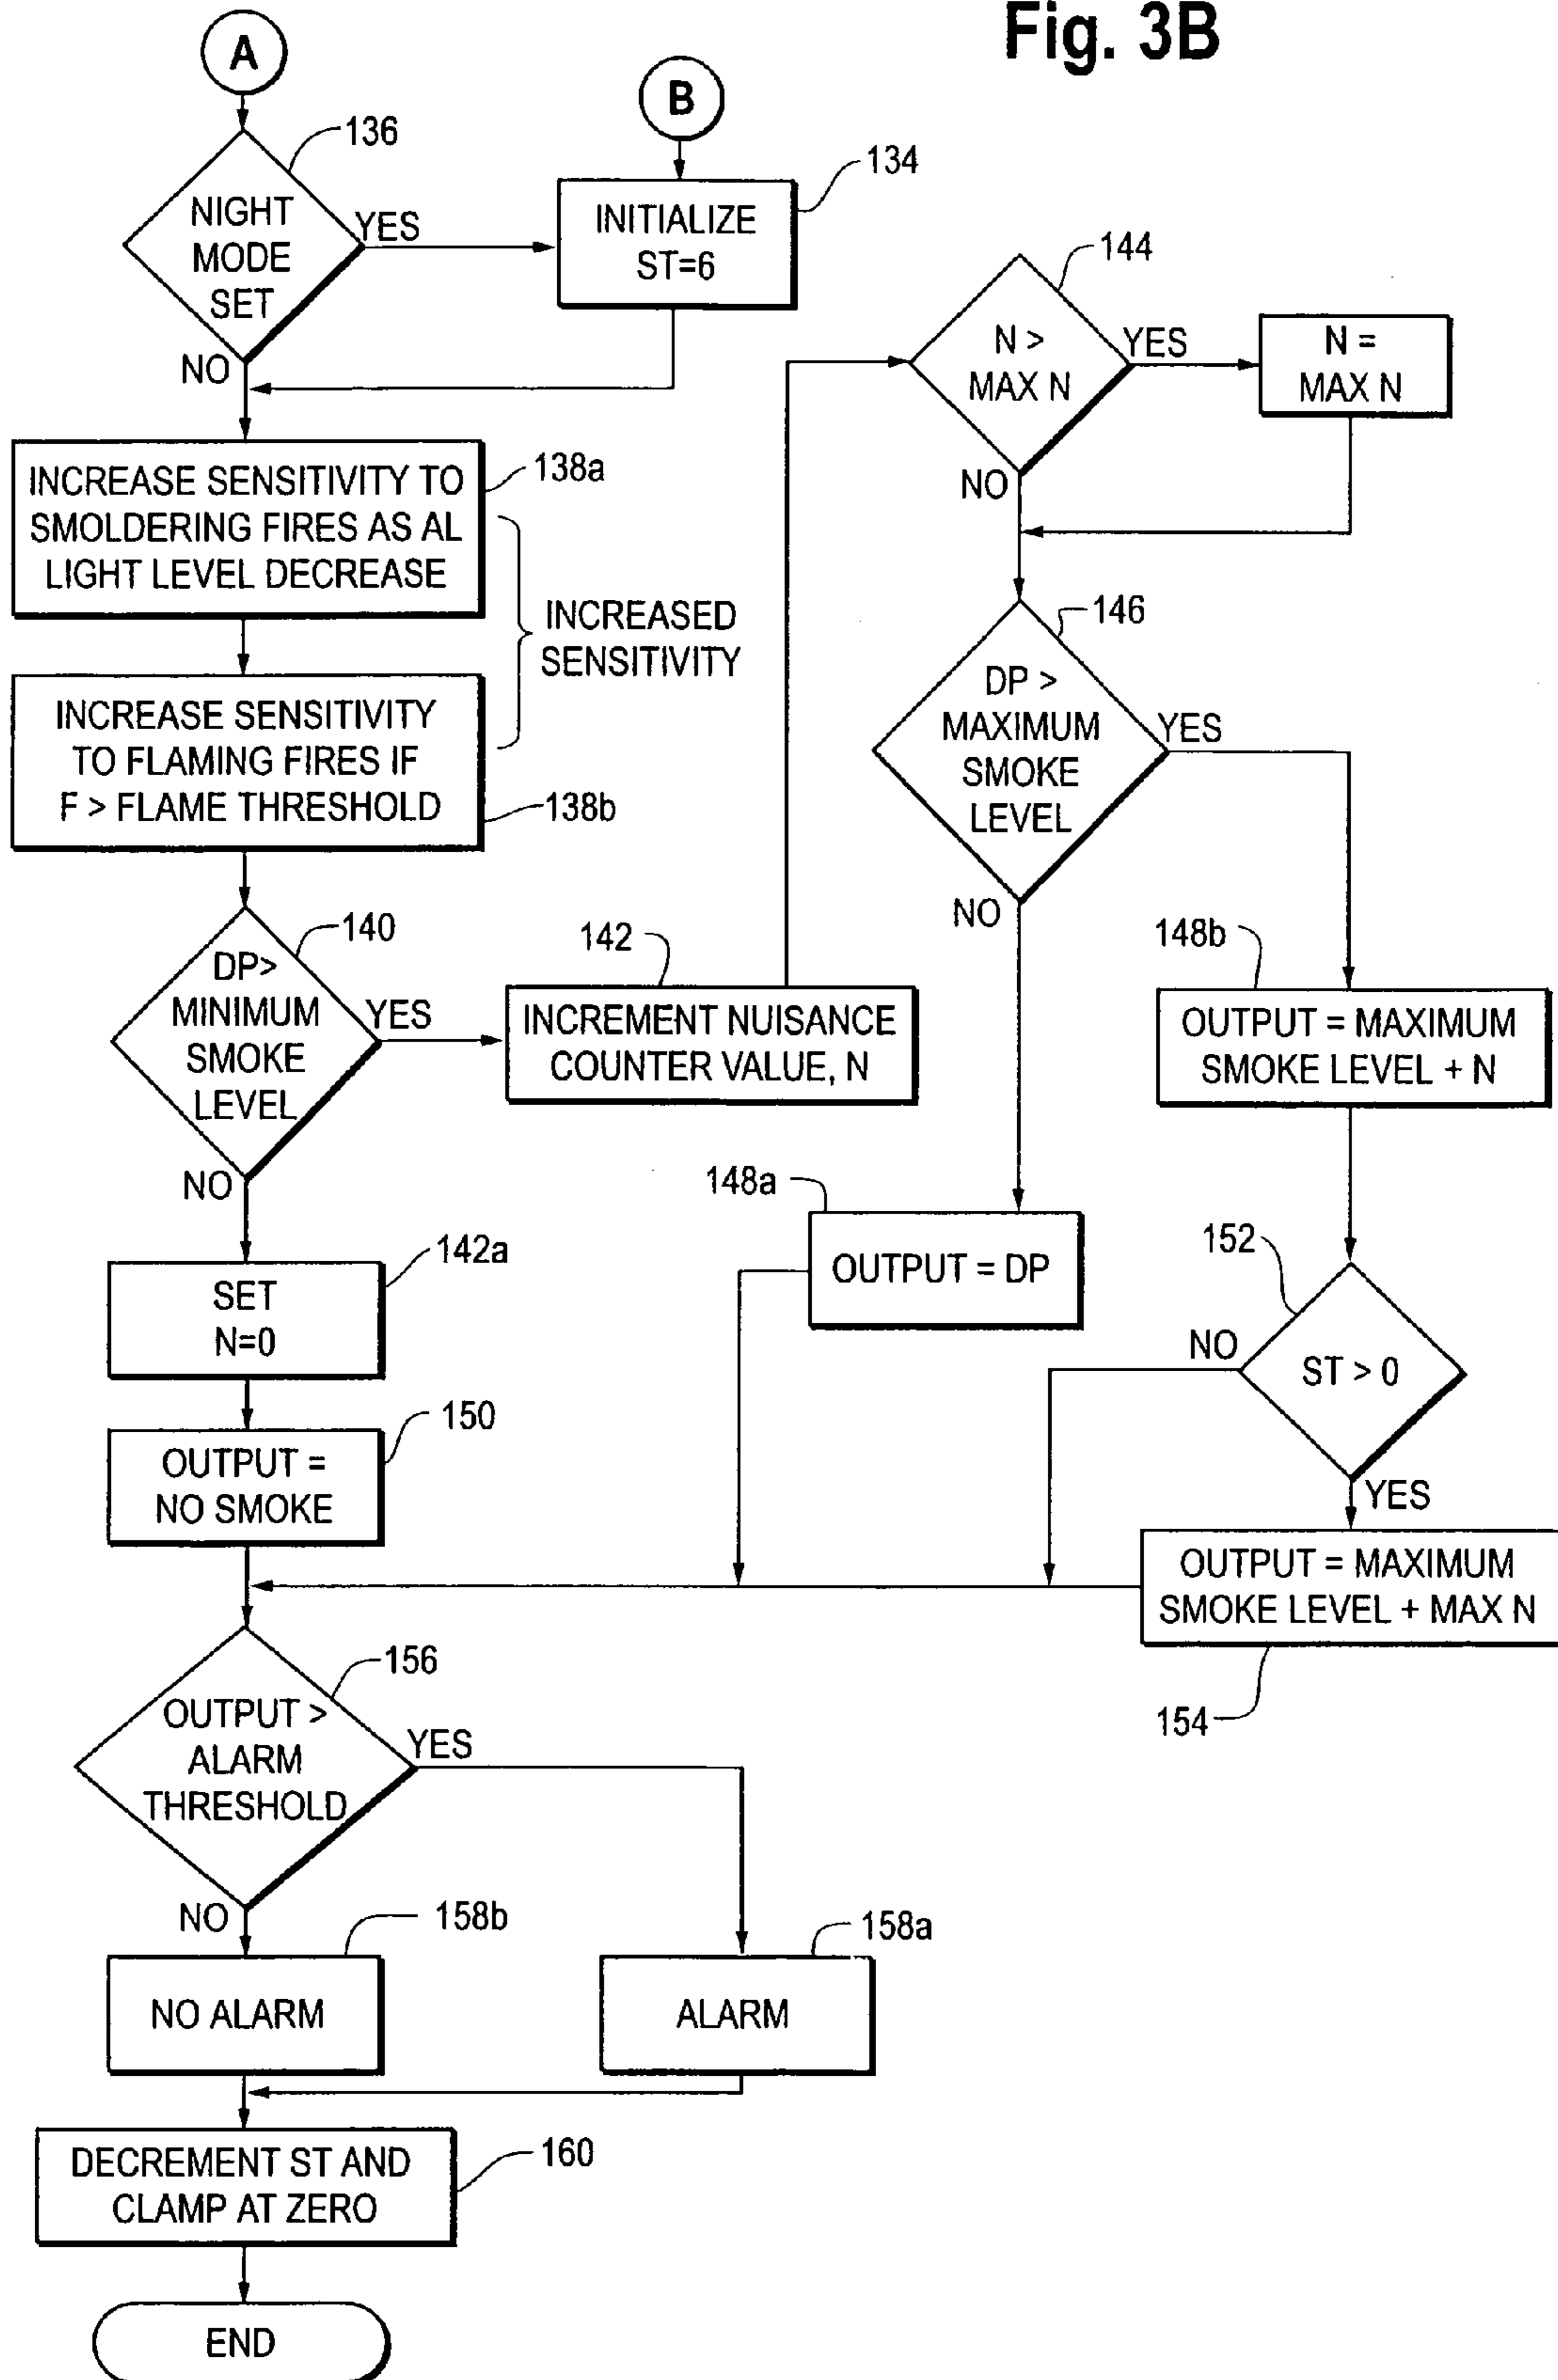 Fig. 3B
A
B
136
134
NIGHT
MODE
SET
YES
NO
INITIALIZE
ST=6
144
N >
MAX N
YES
NO
N =
MAX N
INCREASE SENSITIVITY TO
SMOLDERING FIRES AS AL
LIGHT LEVEL DECREASE
138a
INCREASED
SENSITIVITY
INCREASE SENSITIVITY
TO FLAMING FIRES IF
F > FLAME THRESHOLD
138b
146
DP >
MAXIMUM
SMOKE
LEVEL
YES
NO
140
DP>
MINIMUM
SMOKE
LEVEL
YES
NO
142
INCREMENT NUISANCE
COUNTER VALUE, N
148b
OUTPUT = MAXIMUM
SMOKE LEVEL + N
148a
OUTPUT = DP
142a
SET
N=0
152
ST > 0
NO
YES
150
OUTPUT =
NO SMOKE
OUTPUT = MAXIMUM
SMOKE LEVEL + MAX N
154
156
OUTPUT >
ALARM
THRESHOLD
YES
NO
158b
NO ALARM
158a
ALARM
DECREMENT ST AND
CLAMP AT ZERO
160
END